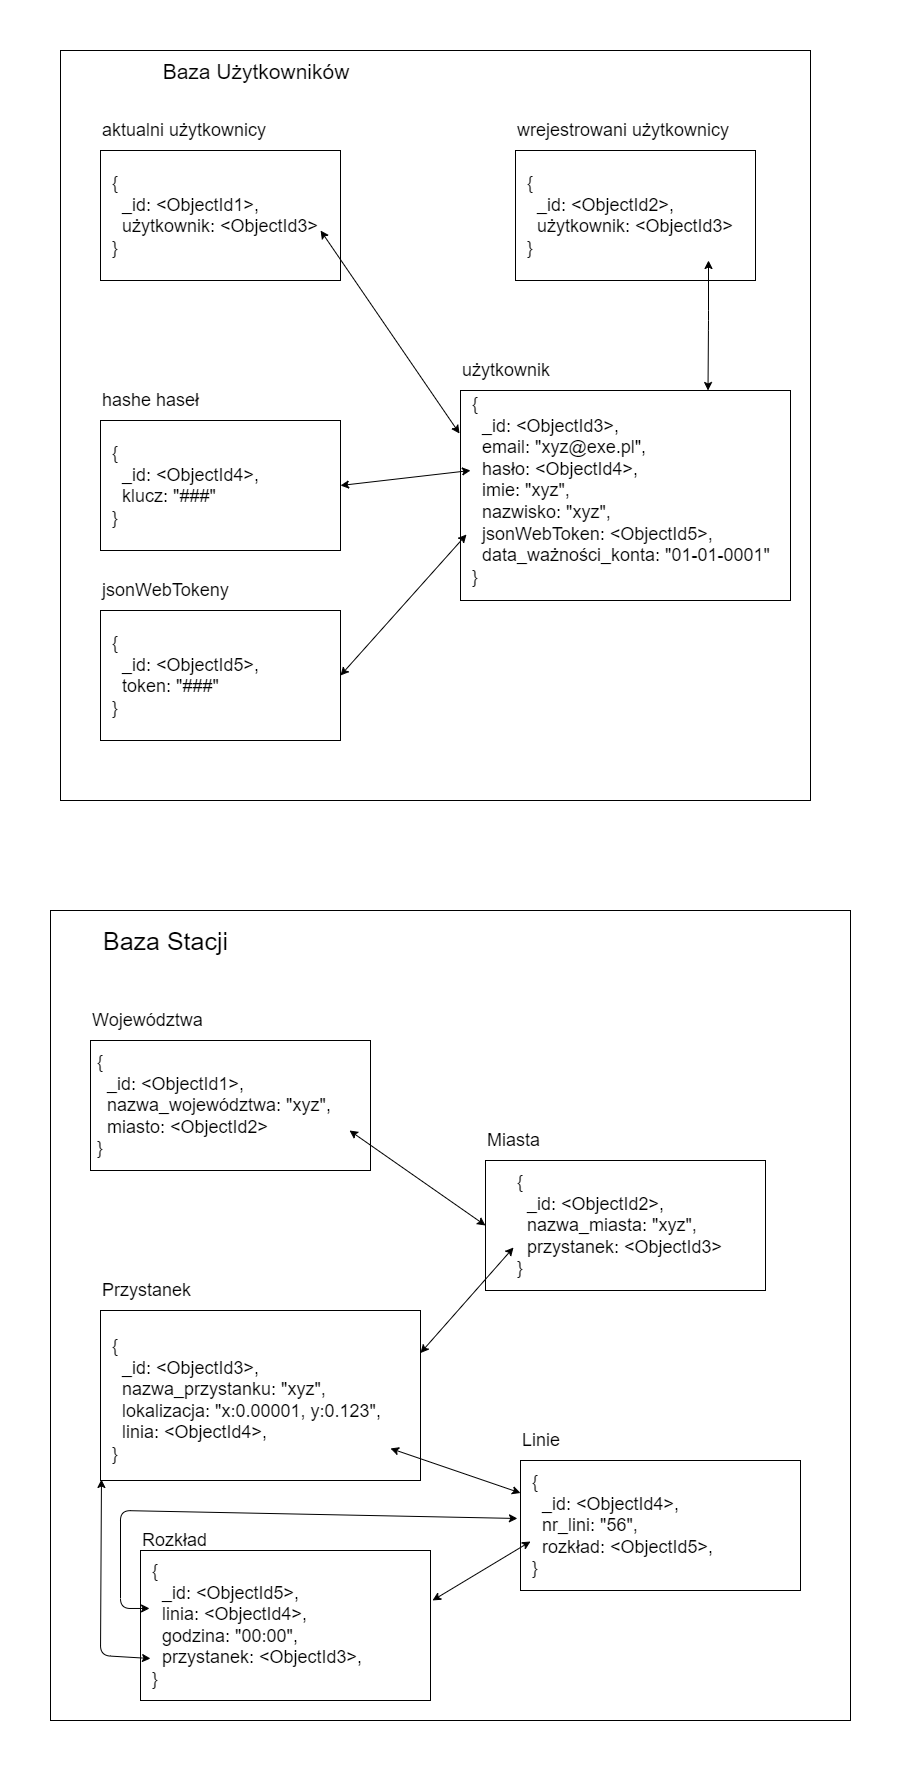 Baza Użytkowników
aktualni użytkownicy
{
_id: <ObjectId1>,
użytkownik: <ObjectId3>
}
wrejestrowani użytkownicy
{
_id: <ObjectId2>,
użytkownik: <ObjectId3>
}
hashe haseł
{
_id: <ObjectId4>,
klucz: "###"
}
użytkownik
{
_id: <ObjectId3>,
email: "xyz@exe.pl",
hasło: <ObjectId4>,
imie: "xyz",
nazwisko: "xyz",
jsonWebToken: <ObjectId5>,
data_ważności_konta: "01-01-0001"
}
jsonWebTokeny
{
_id: <ObjectId5>,
token: "###"
}
Baza Stacji
Województwa
{
_id: <ObjectId1>,
nazwa_województwa: "xyz",
miasto: <ObjectId2>
}
Miasta
{
_id: <ObjectId2>,
nazwa_miasta: "xyz",
przystanek: <ObjectId3>
}
Przystanek
{
_id: <ObjectId3>,
nazwa_przystanku: "xyz",
lokalizacja: "x:0.00001, y:0.123",
linia: <ObjectId4>,
}
Linie
{
_id: <ObjectId4>,
nr_lini: "56",
rozkład: <ObjectId5>,
}
Rozkład
{
_id: <ObjectId5>,
linia: <ObjectId4>,
godzina: "00:00",
przystanek: <ObjectId3>,
}